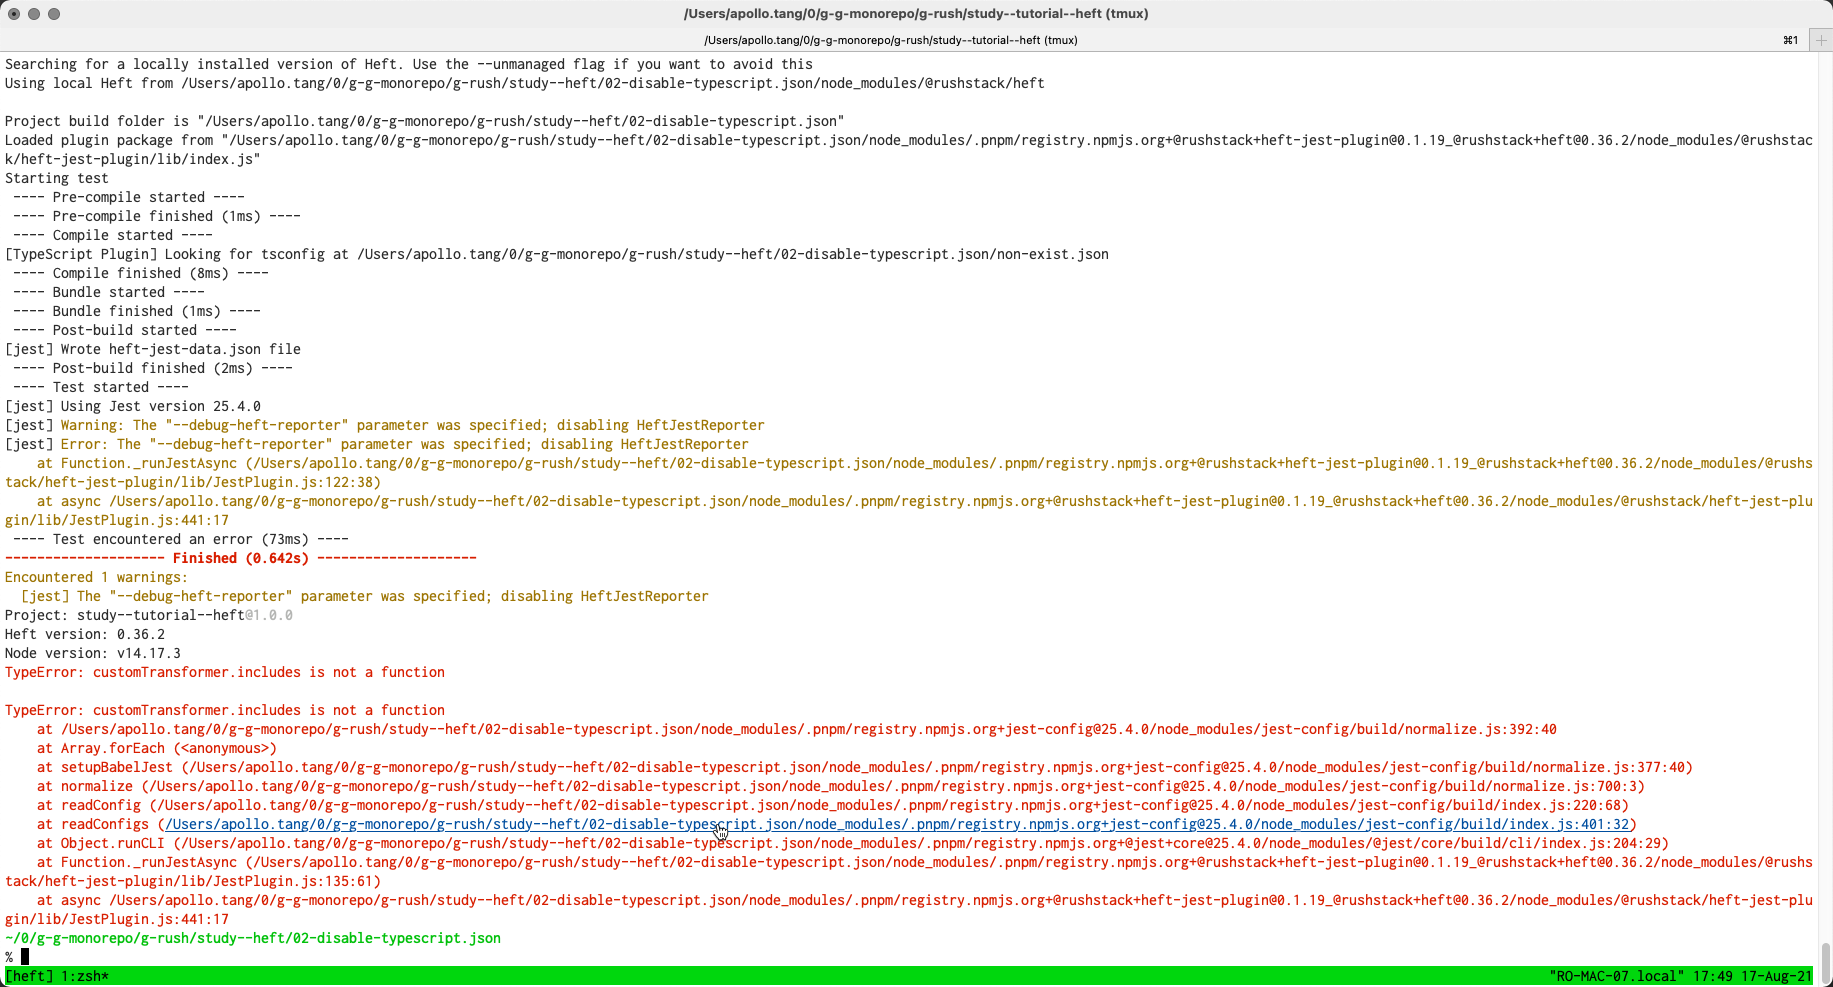 /Users/apollo.tang/0/g-g-monorepo/g-rush/study--tutorial--heft (tmux)
/Users/apollo.tang/0/g-g-monorepo/g-rush/study--tutorial--heft (tmux) ⌘1 +
Searching for a locally installed version of Heft. Use the --unmanaged flag if you want to avoid this
Using local Heft from /Users/apollo.tang/0/g-g-monorepo/g-rush/study--heft/02-disable-typescript.json/node_modules/@rushstack/heft
Project build folder is "/Users/apollo.tang/0/g-g-monorepo/g-rush/study--heft/02-disable-typescript.json"
Loaded plugin package from "/Users/apollo.tang/0/g-g-monorepo/g-rush/study--heft/02-disable-typescript.json/node_modules/.pnpm/registry.npmjs.org+@rushstack+heft-jest-plugin@0.1.19_@rushstack+heft@0.36.2/node_modules/@rushstac
k/heft-jest-plugin/lib/index.js"
Starting test
---- Pre-compile started ----
---- Pre-compile finished (1ms) ----
---- Compile started ----
[TypeScript Plugin] Looking for tsconfig at /Users/apollo.tang/0/g-g-monorepo/g-rush/study--heft/02-disable-typescript.json/non-exist.json
---- Compile finished (8ms) ----
---- Bundle started ----
---- Bundle finished (1ms) ----
---- Post-build started ----
[jest] Wrote heft-jest-data.json file
---- Post-build finished (2ms) ----
---- Test started ----
[jest] Using Jest version 25.4.0
[jest] Warning: The "--debug-heft-reporter" parameter was specified; disabling HeftJestReporter
[jest] Error: The "--debug-heft-reporter" parameter was specified; disabling HeftJestReporter
at Function._runJestAsync (/Users/apollo.tang/0/g-g-monorepo/g-rush/study--heft/02-disable-typescript.json/node_modules/.pnpm/registry.npmjs.org+@rushstack+heft-jest-plugin@0.1.19_@rushstack+heft@0.36.2/node_modules/@rushs
tack/heft-jest-plugin/lib/JestPlugin.js:122:38)
at async /Users/apollo.tang/0/g-g-monorepo/g-rush/study--heft/02-disable-typescript.json/node_modules/.pnpm/registry.npmjs.org+@rushstack+heft-jest-plugin@0.1.19_@rushstack+heft@0.36.2/node_modules/@rushstack/heft-jest-plu
gin/lib/JestPlugin.js:441:17
---- Test encountered an error (73ms) ----
-------------------- Finished (0.642s) --------------------
Encountered 1 warnings:
[jest] The "--debug-heft-reporter" parameter was specified; disabling HeftJestReporter
Project: study--tutorial--heft@1.0.0
Heft version: 0.36.2
Node version: v14.17.3
TypeError: customTransformer.includes is not a function
TypeError: customTransformer.includes is not a function
at /Users/apollo.tang/0/g-g-monorepo/g-rush/study--heft/02-disable-typescript.json/node_modules/.pnpm/registry.npmjs.org+jest-config@25.4.0/node_modules/jest-config/build/normalize.js:392:40
at Array.forEach (<anonymous>)
at setupBabelJest (/Users/apollo.tang/0/g-g-monorepo/g-rush/study--heft/02-disable-typescript.json/node_modules/.pnpm/registry.npmjs.org+jest-config@25.4.0/node_modules/jest-config/build/normalize.js:377:40)
at normalize (/Users/apollo.tang/0/g-g-monorepo/g-rush/study--heft/02-disable-typescript.json/node_modules/.pnpm/registry.npmjs.org+jest-config@25.4.0/node_modules/jest-config/build/normalize.js:700:3)
at readConfig (/Users/apollo.tang/0/g-g-monorepo/g-rush/study--heft/02-disable-typescript.json/node_modules/.pnpm/registry.npmjs.org+jest-config@25.4.0/node_modules/jest-config/build/index.js:220:68)
at readConfigs (/Users/apollo.tang/0/g-g-monorepo/g-rush/study--heft/02-disable-typescript.json/node_modules/.pnpm/registry.npmjs.org+jest-config@25.4.0/node_modules/jest-config/build/index.js:401:32)
at Object.runCLI (/Users/apollo.tang/0/g-g-monorepo/g-rush/study--heft/02-disable-typescript.json/node_modules/.pnpm/registry.npmjs.org+@jest+core@25.4.0/node_modules/@jest/core/build/cli/index.js:204:29)
at Function._runJestAsync (/Users/apollo.tang/0/g-g-monorepo/g-rush/study--heft/02-disable-typescript.json/node_modules/.pnpm/registry.npmjs.org+@rushstack+heft-jest-plugin@0.1.19_@rushstack+heft@0.36.2/node_modules/@rushs
tack/heft-jest-plugin/lib/JestPlugin.js:135:61)
at async /Users/apollo.tang/0/g-g-monorepo/g-rush/study--heft/02-disable-typescript.json/node_modules/.pnpm/registry.npmjs.org+@rushstack+heft-jest-plugin@0.1.19_@rushstack+heft@0.36.2/node_modules/@rushstack/heft-jest-plu
gin/lib/JestPlugin.js:441:17
~/0/g-g-monorepo/g-rush/study--heft/02-disable-typescript.json
%
[heft] 1:zsh* "RO-MAC-07.local" 17:49 17-Aug-21